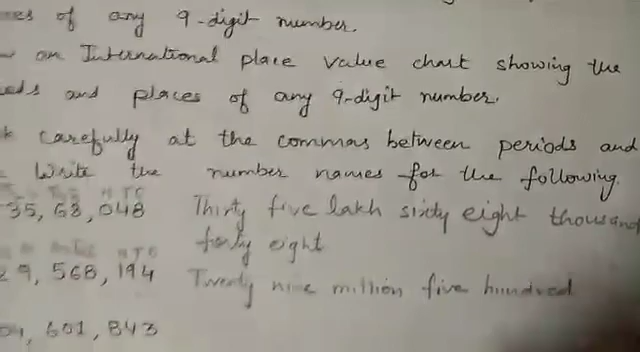 of any 9-digit number.
an International place value chart showing the
and places of any 9-digit number.
carefully at the commas between periods and
Write the number names for the following.
35, 68, 048 Thirty five lakh sixty eight thousand
forty eight
29, 568, 194 Twenty nine million five hundred
601, 843